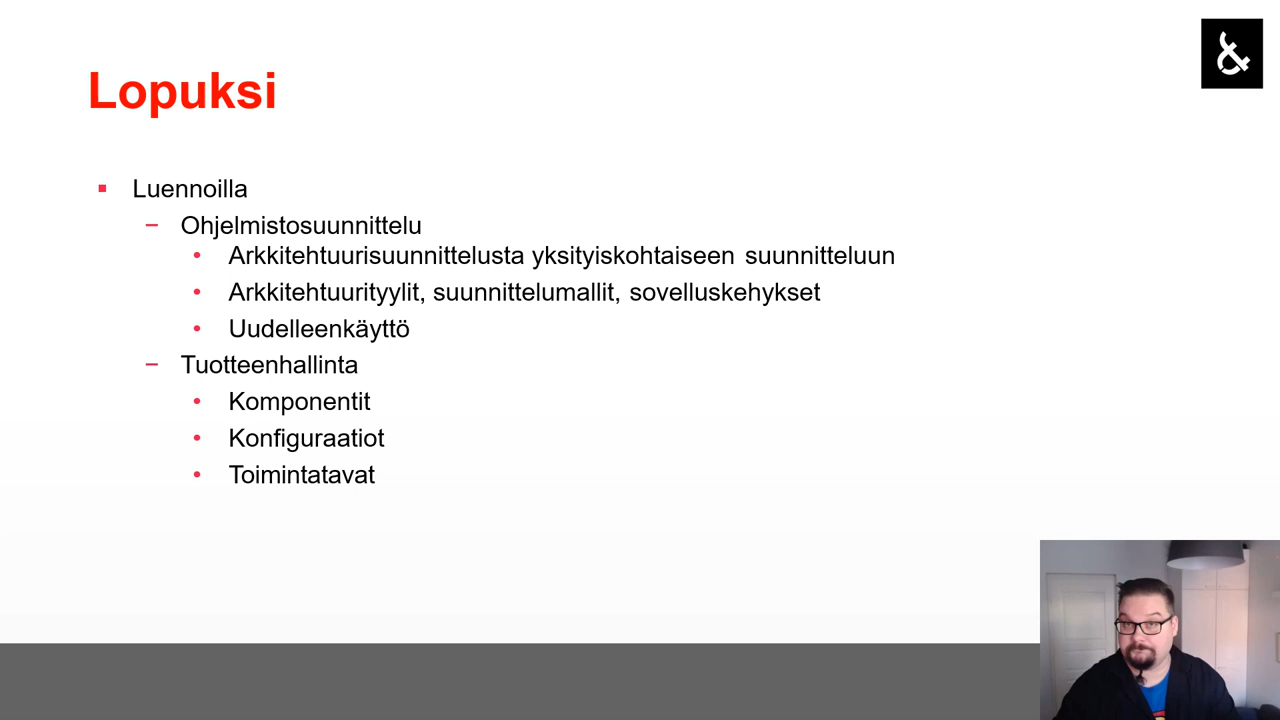 Lopuksi
Luennoilla
Ohjelmistosuunnittelu
Arkkitehtuurisuunnittelusta yksityiskohtaiseen suunnitteluun
Arkkitehtuurityylit, suunnittelumallit, sovelluskehykset
Uudelleenkäyttö
Tuotteenhallinta
Komponentit
Konfiguraatiot
Toimintatavat